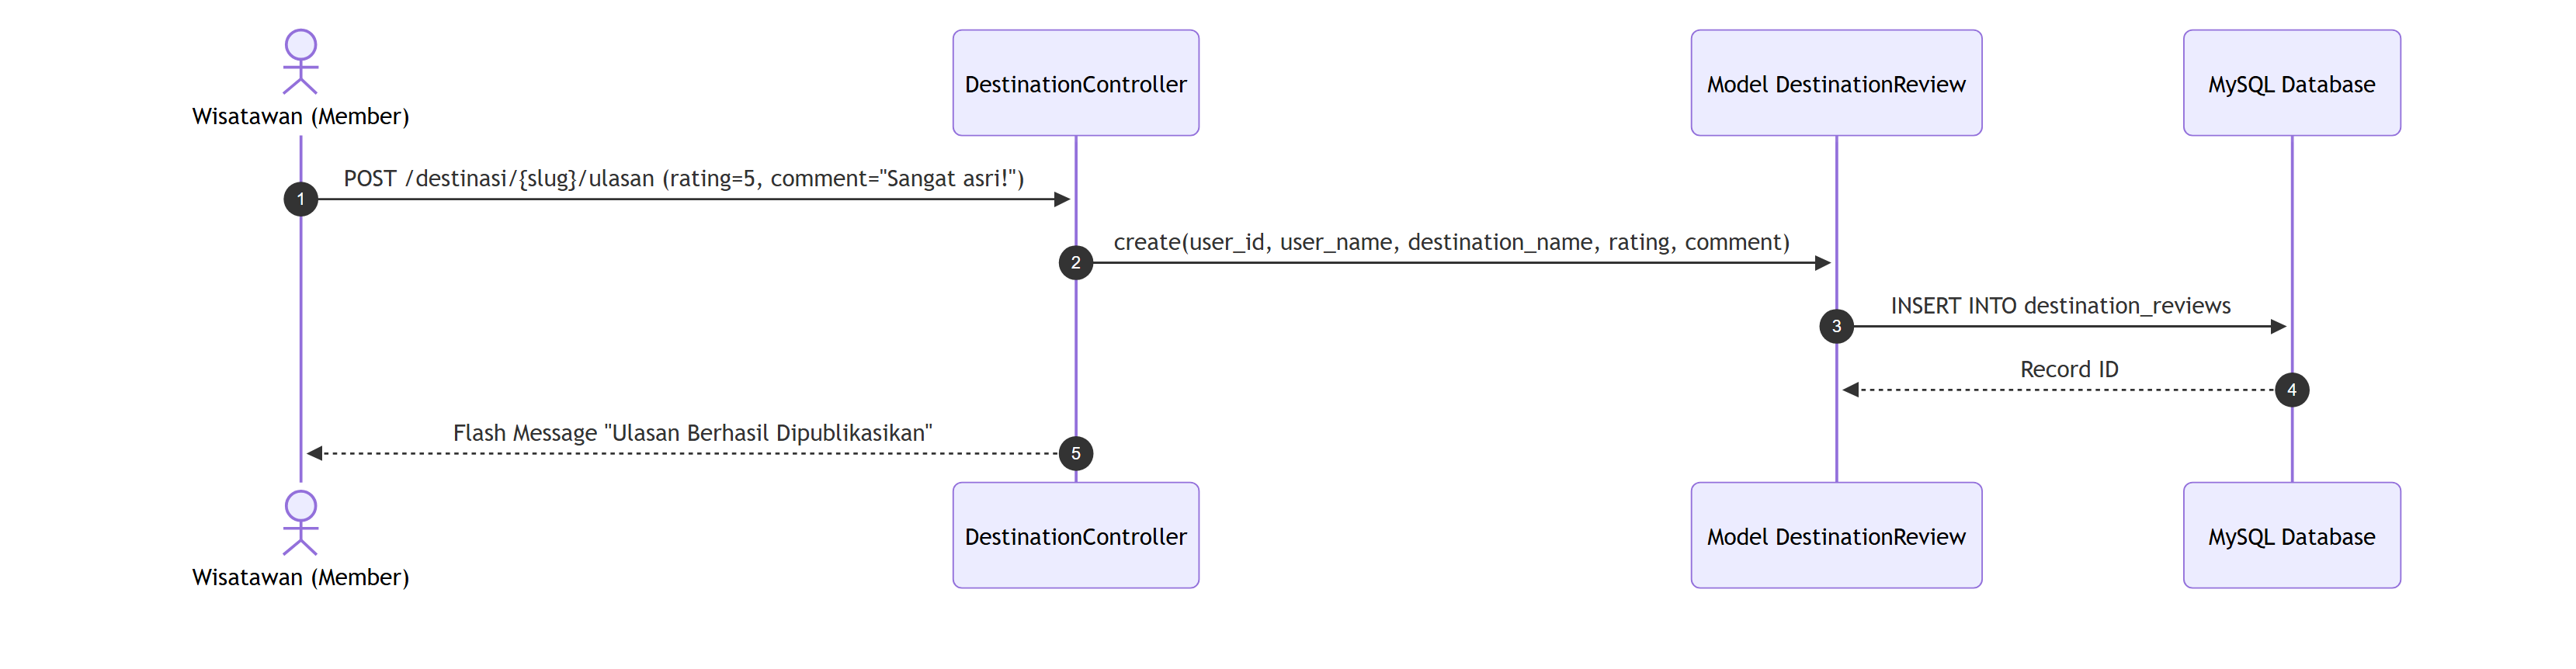 Wisatawan (Member)
DestinationController
Model DestinationReview
MySQL Database
POST /destinasi/{slug}/ulasan (rating=5, comment="Sangat asri!")
1
create(user_id, user_name, destination_name, rating, comment)
2
INSERT INTO destination_reviews
3
Record ID
4
Flash Message "Ulasan Berhasil Dipublikasikan"
5
DestinationController
Model DestinationReview
MySQL Database
Wisatawan (Member)